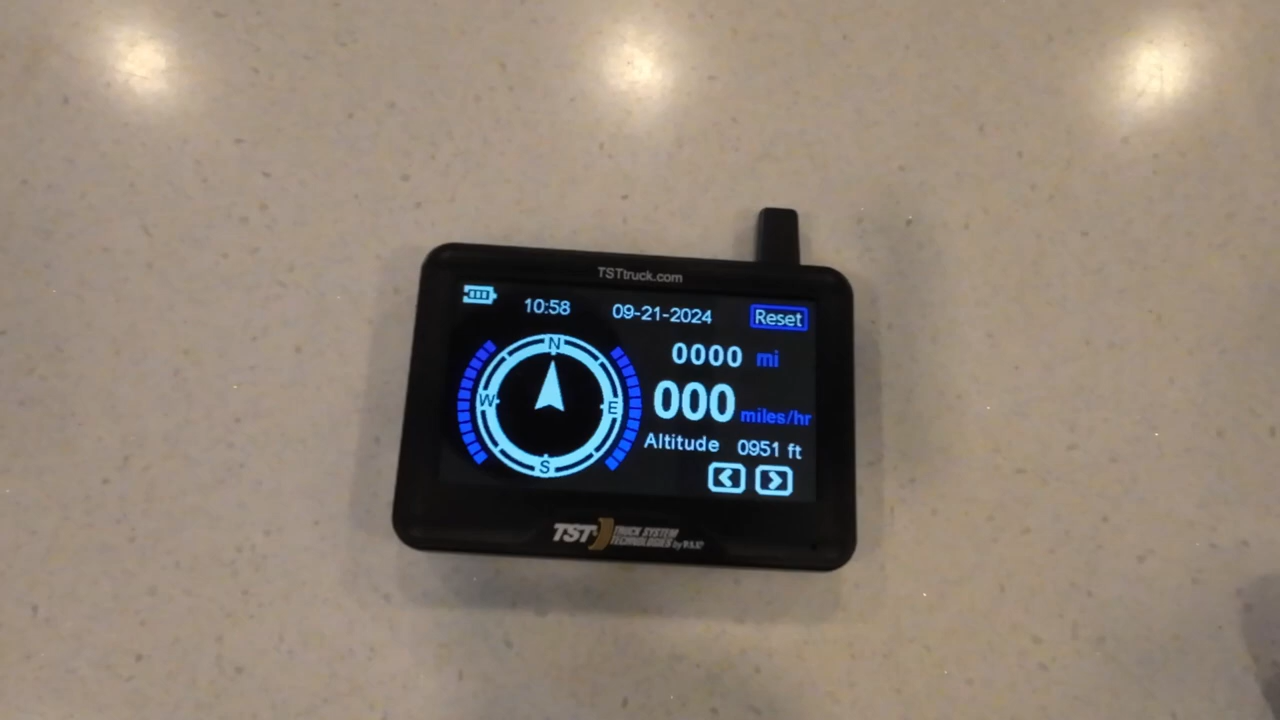 TSTtruck.com
10:58 09-21-2024 Reset
N
W
E
S
0000 mi
000 miles/hr
Altitude 0951 ft
TST
TRUCK SYSTEM
TECHNOLOGIES by